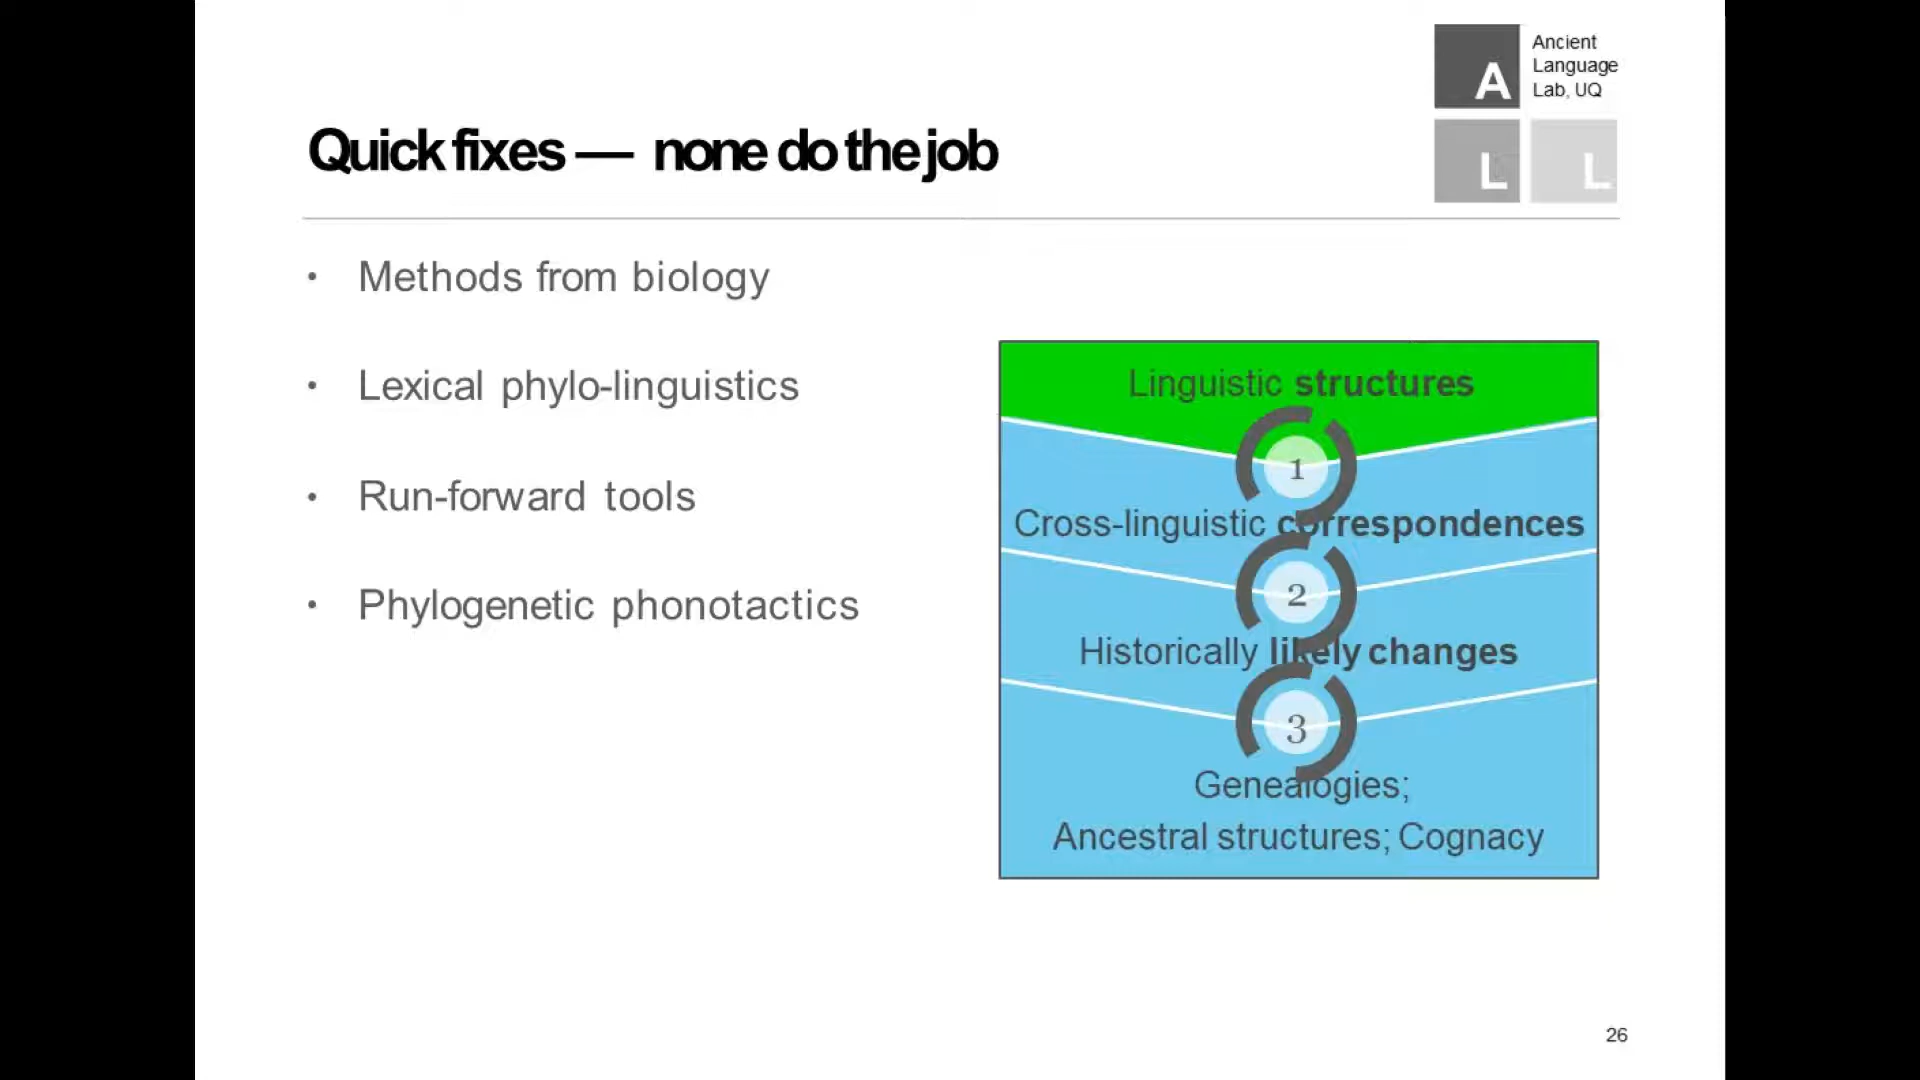 Ancient
Language
Lab, UQ
A
L L
Quick fixes — none do the job
• Methods from biology
• Lexical phylo-linguistics
• Run-forward tools
• Phylogenetic phonotactics
Linguistic structures
1
Cross-linguistic correspondences
2
Historically likely changes
3
Genealogies;
Ancestral structures; Cognacy
26